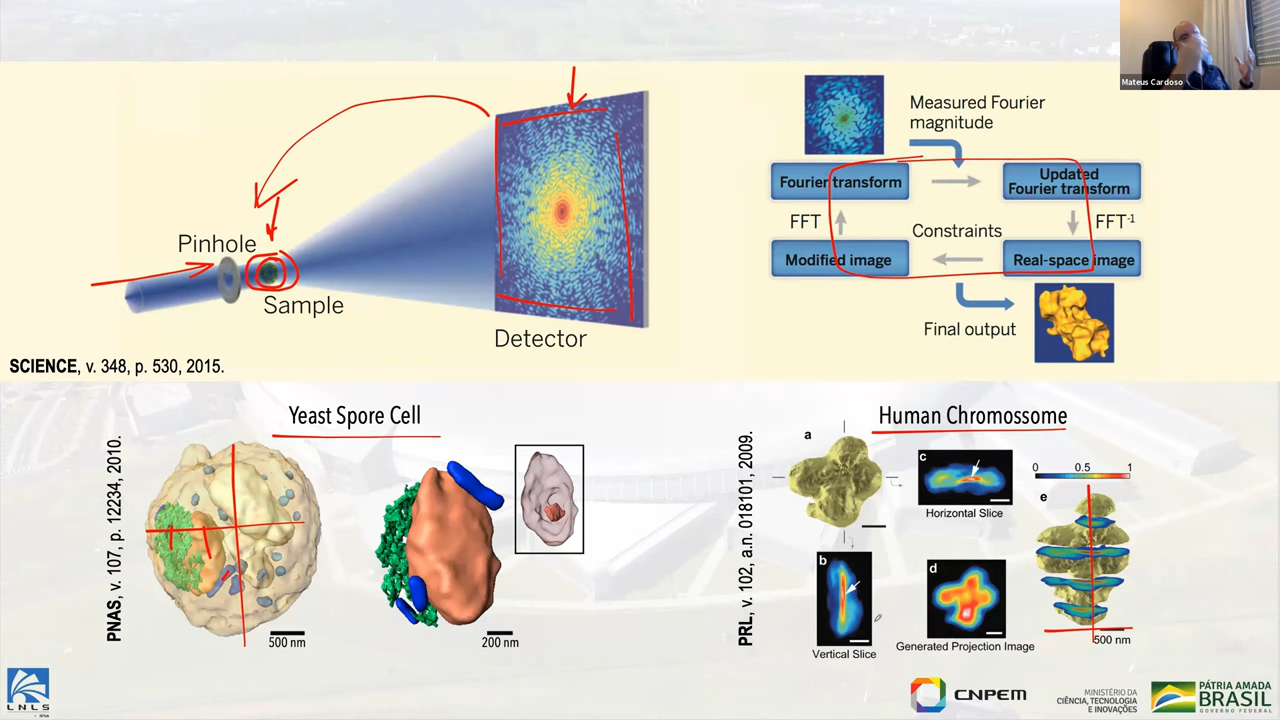 Mateus Cardoso
Pinhole
Sample
Detector
SCIENCE, v. 348, p. 530, 2015.
Measured Fourier
magnitude
Fourier transform
Updated
Fourier transform
FFT
Constraints
FFT-1
Modified image
Real-space image
Final output
Yeast Spore Cell
PNAS, v. 107, p. 12234, 2010.
500 nm
200 nm
Human Chromossome
PRL, v. 102, a.n. 018101, 2009.
a
c
Horizontal Slice
0 0.5 1
e
b
Vertical Slice
d
Generated Projection Image
500 nm
LNLS
CNPEM
MINISTÉRIO DA
CIÊNCIA, TECNOLOGIA
E INOVAÇÕES
PÁTRIA AMADA
BRASIL
GOVERNO FEDERAL